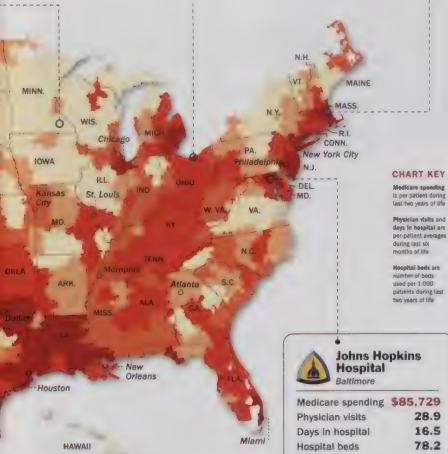 MINN.
WIS.
Chicago
MICH.
IOWA
ILL.
IND.
OHIO
Kansas
City
St. Louis
MO.
KY.
W. VA.
VA.
PA.
Philadelphia
N.Y.
VT.
N.H.
MAINE
MASS.
R.I.
CONN.
New York City
N.J.
DEL.
MD.
TENN.
N.C.
Memphis
Atlanta
S.C.
OKLA.
ARK.
MISS.
ALA.
GA.
Dallas
LA.
New
Orleans
Houston
FLA.
Miami
HAWAII
CHART KEY
Medicare spending
is per patient during
last two years of life
Physician visits and
days in hospital are
per-patient averages
during last six
months of life
Hospital beds are
number of beds
used per 1,000
patients during last
two years of life
Johns Hopkins
Hospital
Baltimore
Medicare spending $85,729
Physician visits 28.9
Days in hospital 16.5
Hospital beds 78.2